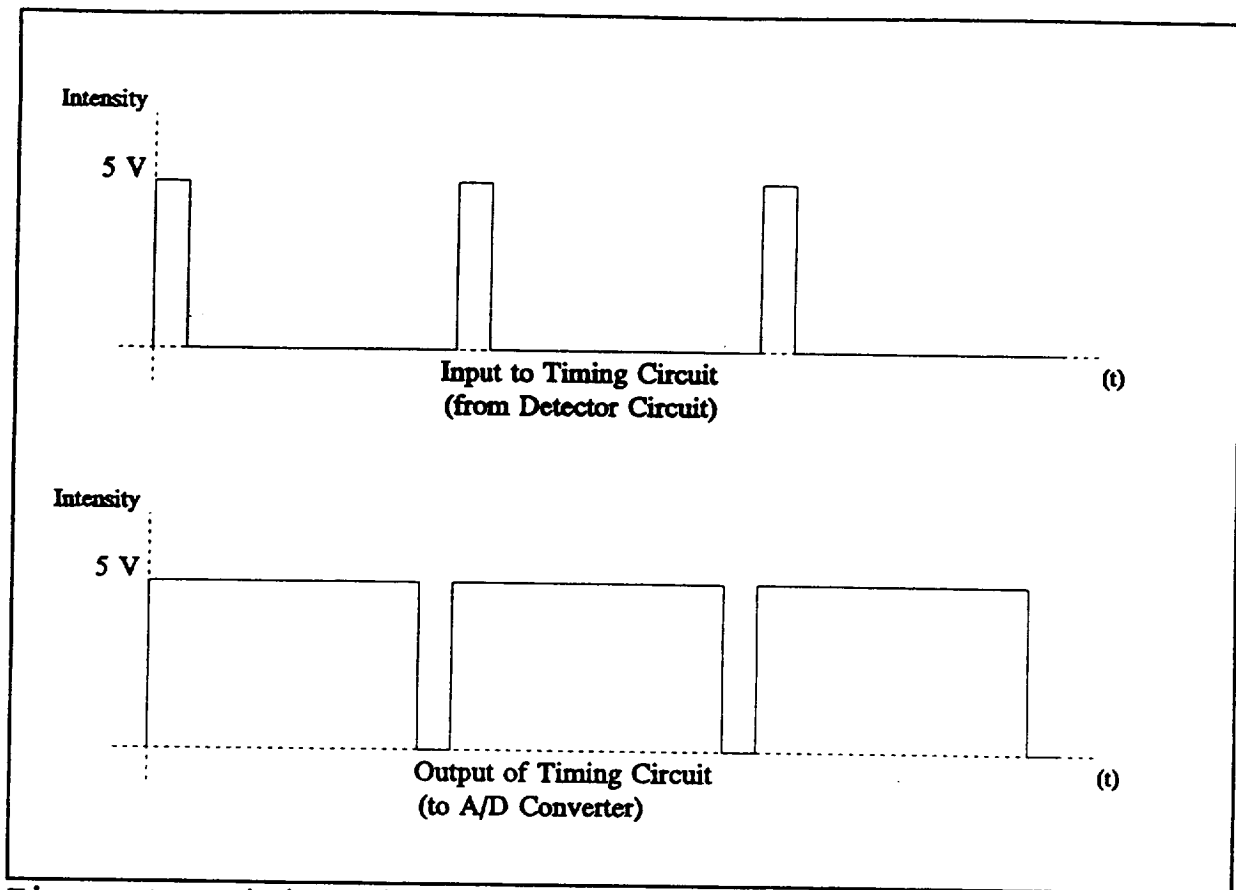 Intensity
5 V
Input to Timing Circuit
(from Detector Circuit)
(t)
Intensity
5 V
Output of Timing Circuit
(to A/D Converter)
(t)